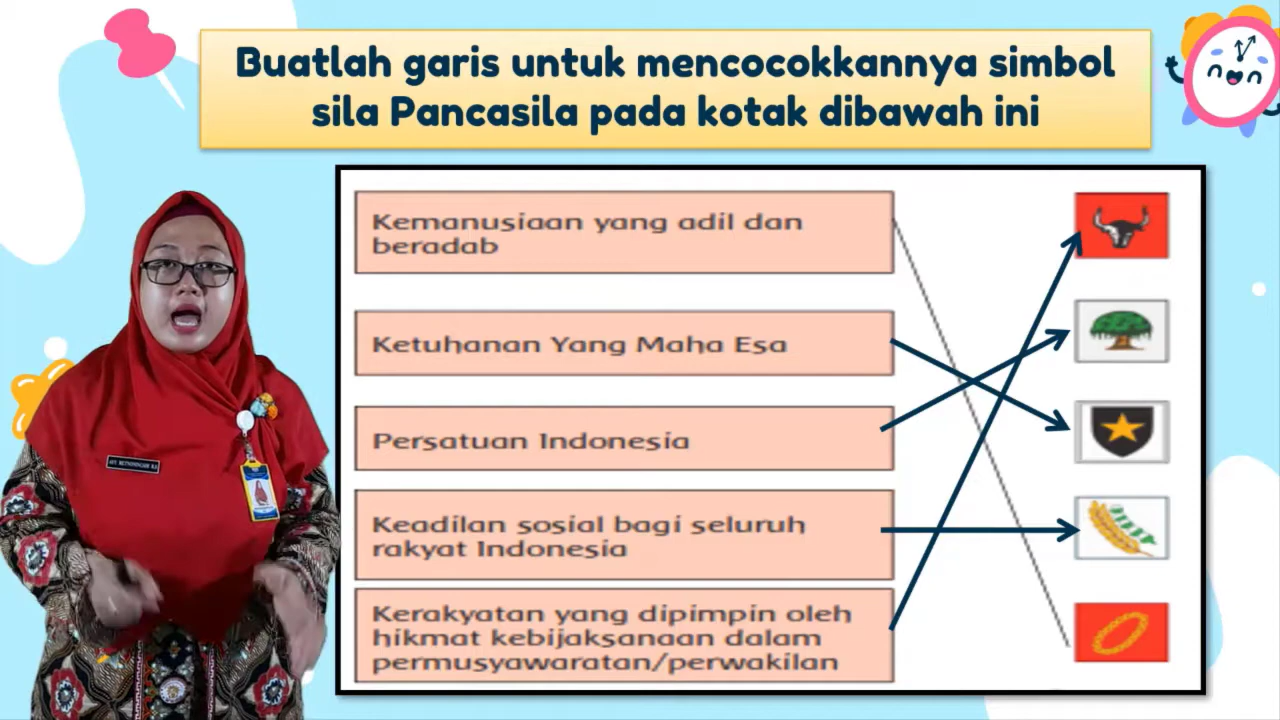 Buatlah garis untuk mencocokkannya simbol
sila Pancasila pada kotak dibawah ini
Kemanusiaan yang adil dan
beradab
Ketuhanan Yang Maha Esa
Persatuan Indonesia
Keadilan sosial bagi seluruh
rakyat Indonesia
Kerakyatan yang dipimpin oleh
hikmat kebijaksanaan dalam
permusyawaratan/perwakilan